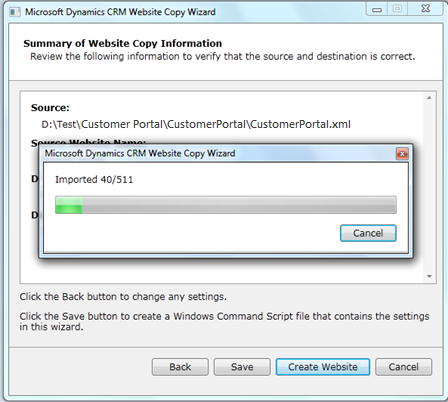 Microsoft Dynamics CRM Website Copy Wizard
Summary of Website Copy Information
Review the following information to verify that the source and destination is correct.
Source:
D:\Test\Customer Portal\CustomerPortal\CustomerPortal.xml
Source Website Name:
Microsoft Dynamics CRM Website Copy Wizard
Imported 40/511
Cancel
Click the Back button to change any settings.
Click the Save button to create a Windows Command Script file that contains the settings
in this wizard.
Back
Save
Create Website
Cancel